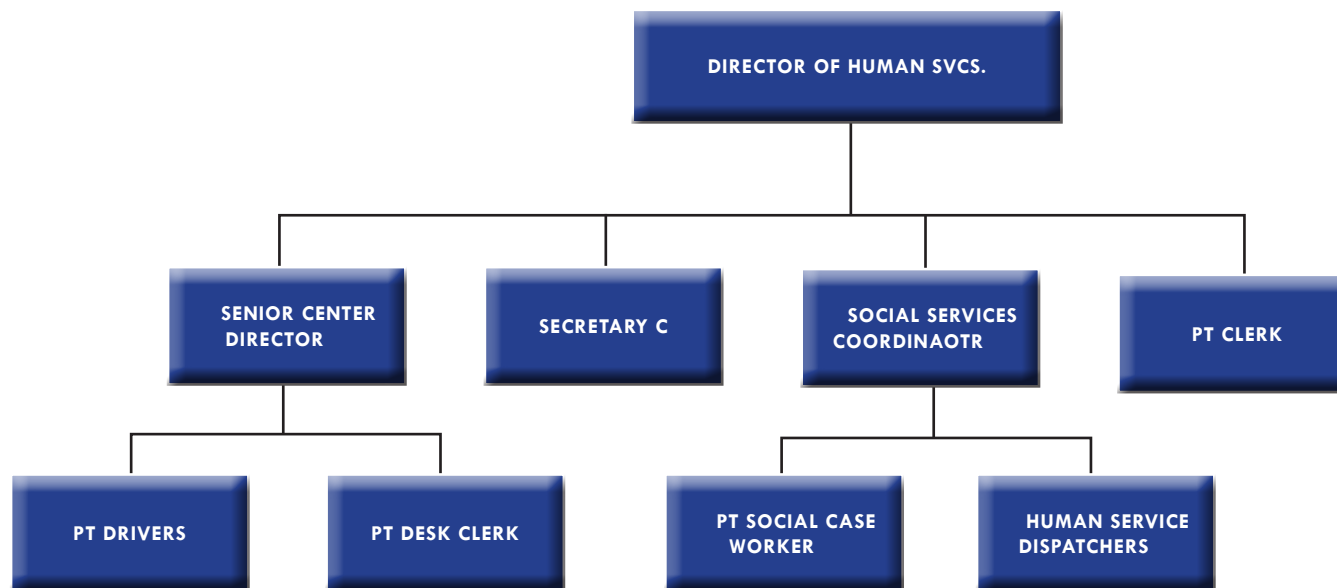 DIRECTOR OF HUMAN SVCS.
SENIOR CENTER
DIRECTOR
SECRETARY C
SOCIAL SERVICES
COORDINAOTR
PT CLERK
PT DRIVERS
PT DESK CLERK
PT SOCIAL CASE
WORKER
HUMAN SERVICE
DISPATCHERS